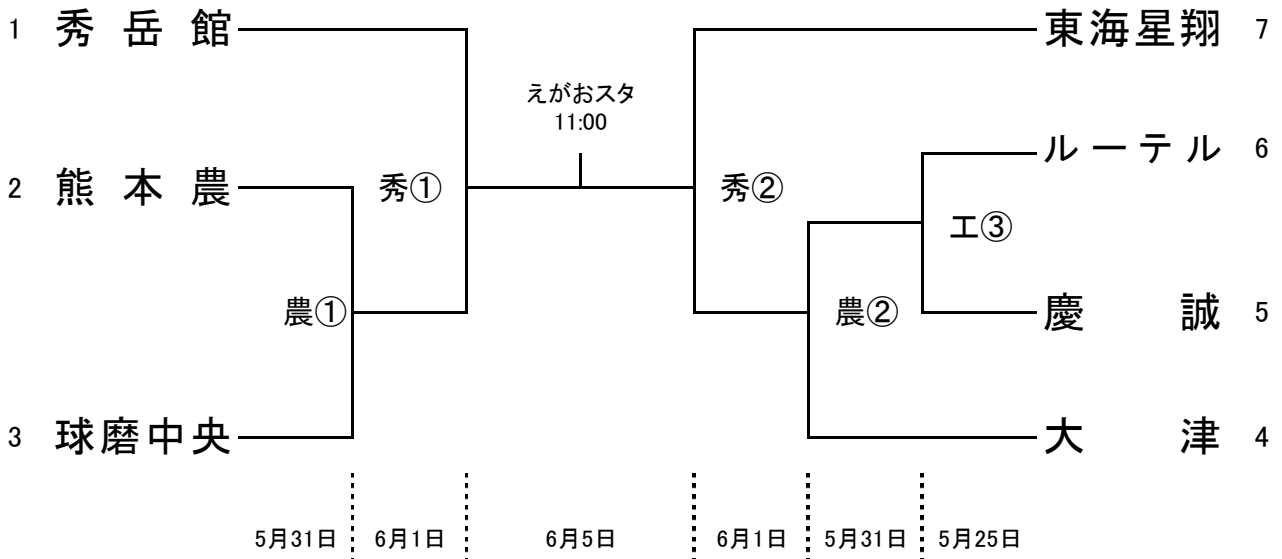 1 秀岳館
東海星翔 7
えがおスタ
11:00
ルーテル 6
2 熊本農
秀①
秀②
工③
農①
農②
慶誠 5
3 球磨中央
大津 4
5月31日 6月1日 6月5日 6月1日 5月31日 5月25日